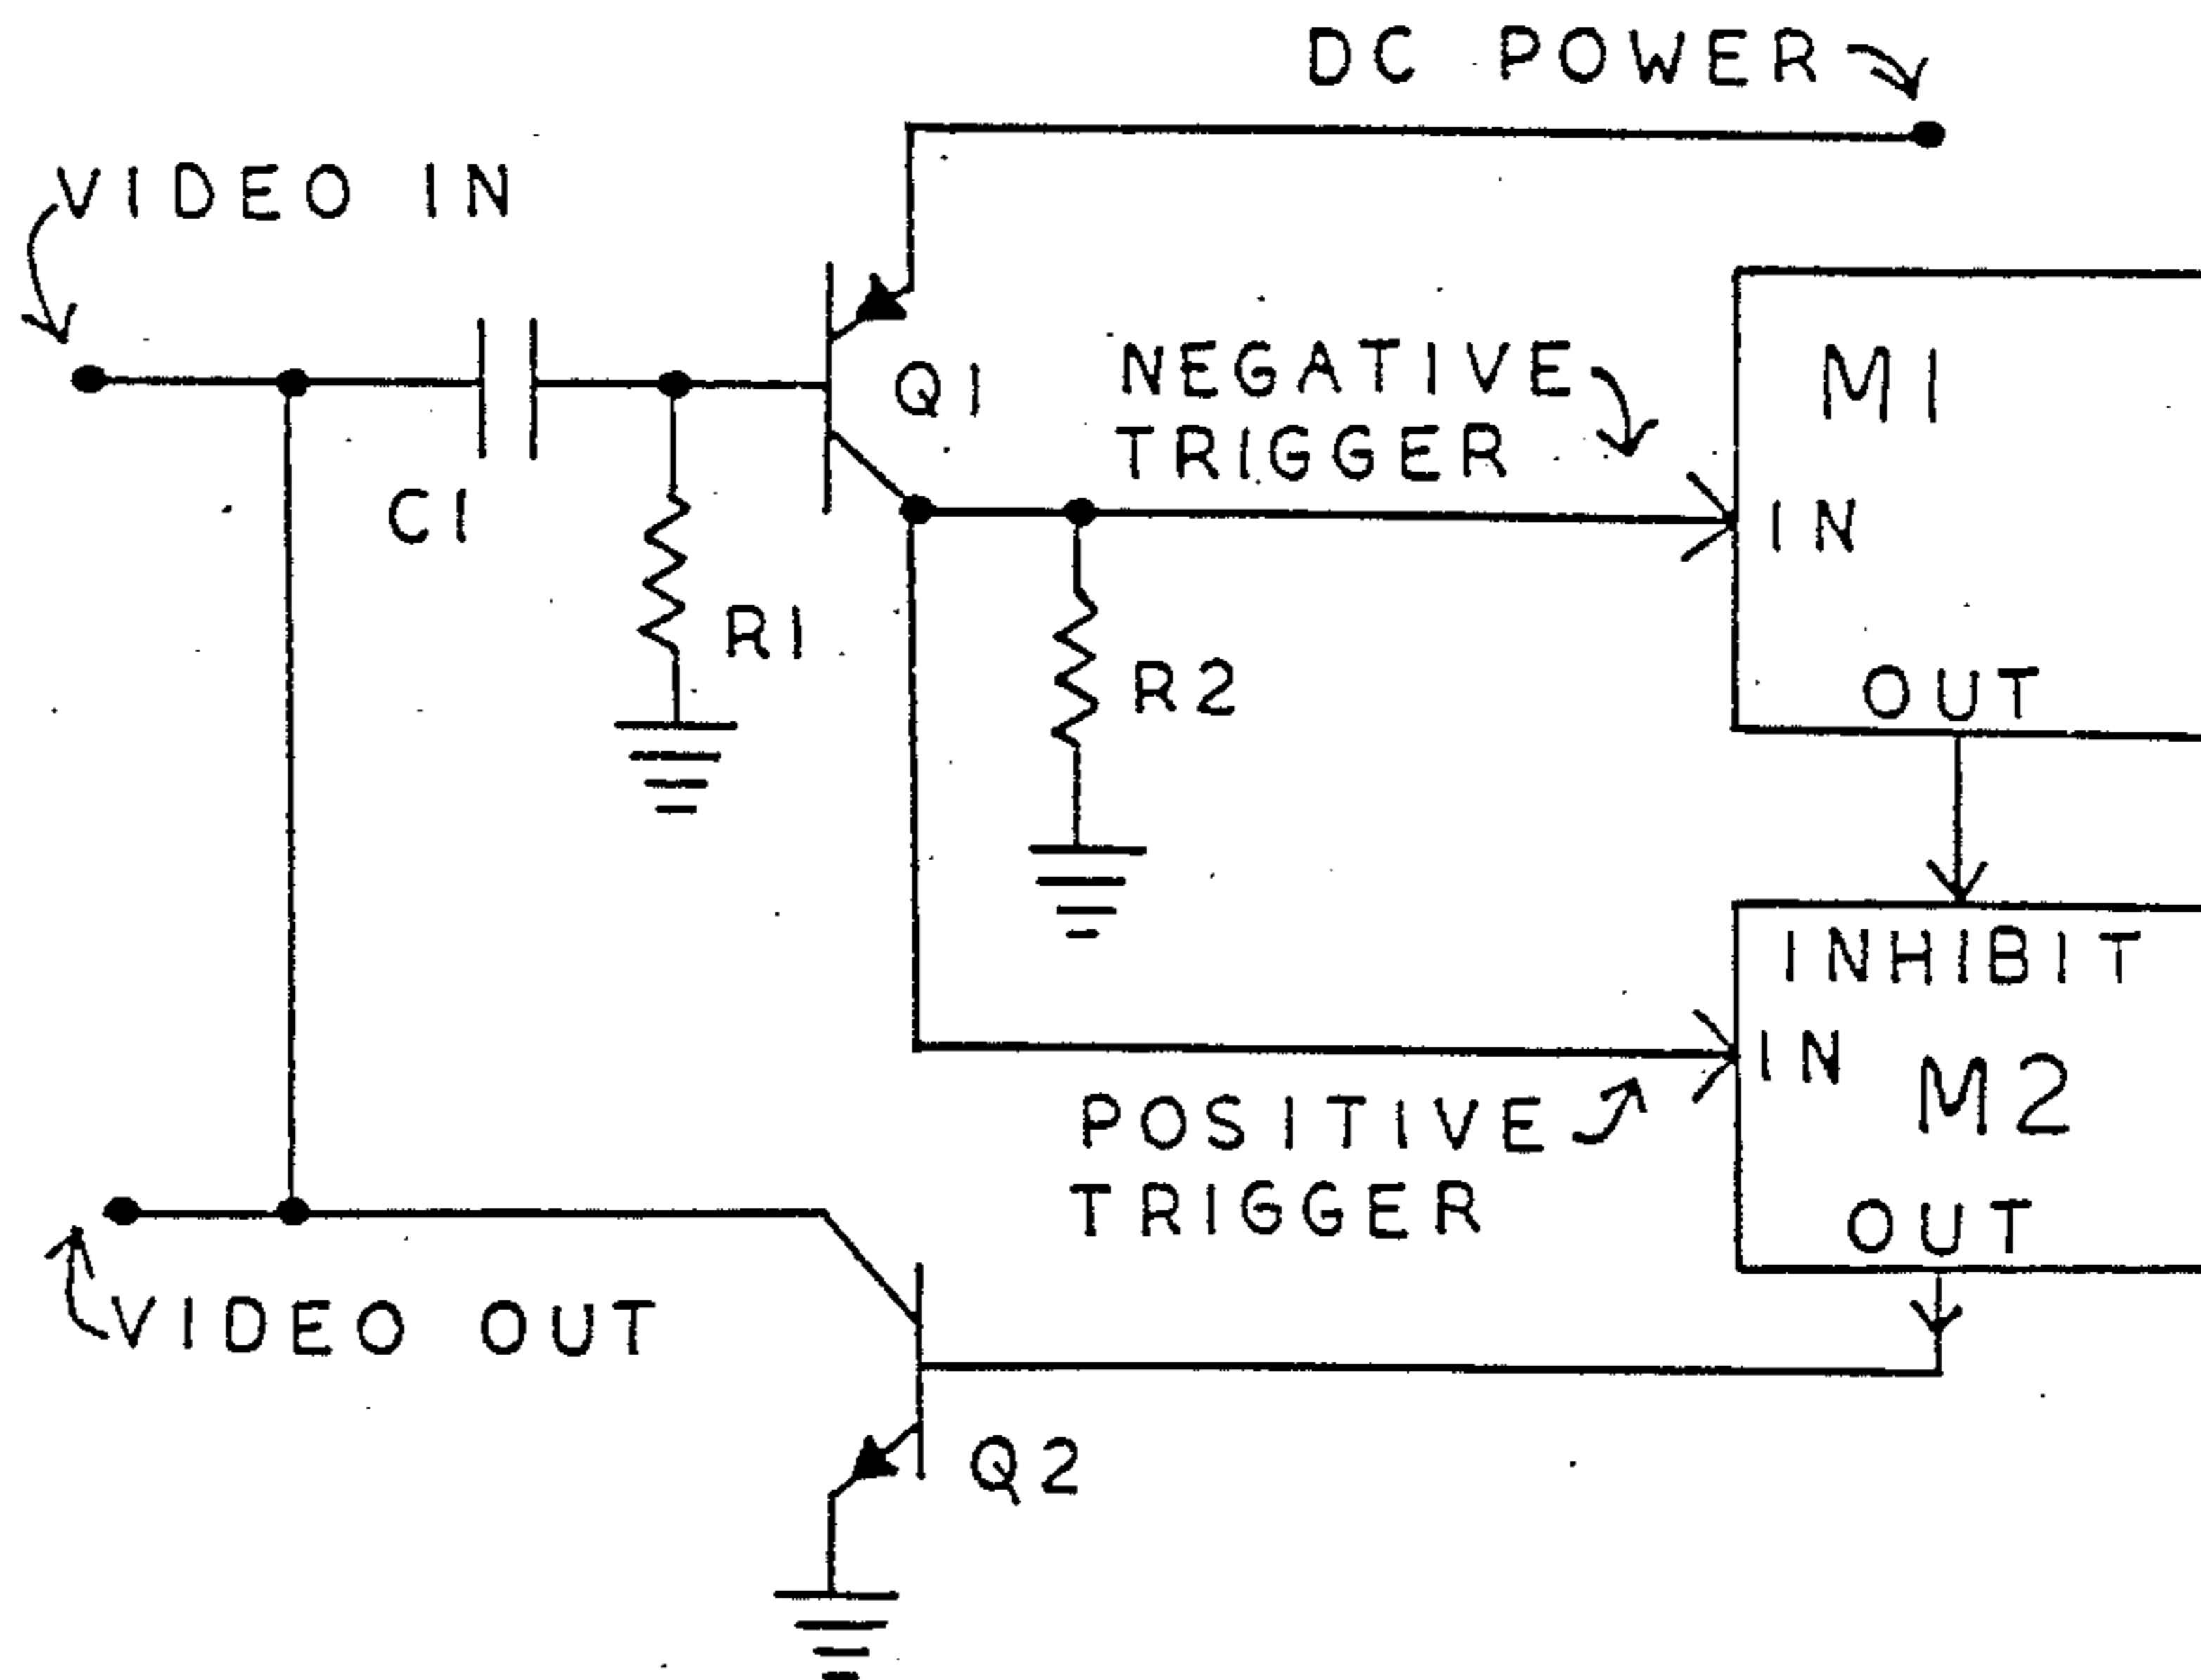 DC POWER
VIDEO IN
Q1
NEGATIVE
TRIGGER
M1
IN
C1
R1
R2
OUT
INHIBIT
IN
M2
POSITIVE
TRIGGER
OUT
VIDEO OUT
Q2